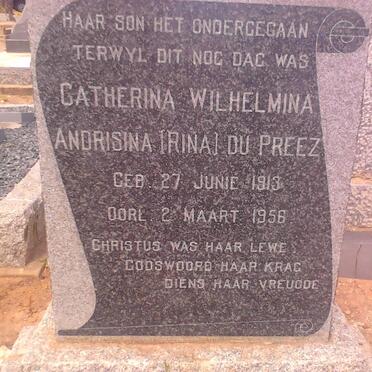 HAAR SON HET ONDERGEGAAN
TERWYL DIT NOG DAG WAS
CATHERINA WILHELMINA
ANDRISINA (RINA) DU PREEZ
GEB. 27 JUNIE 1913
OORL. 2 MAART 1956
CHRISTUS WAS HAAR LEWE
GODSWOORD HAAR KRAG
DIENS HAAR VREUGDE